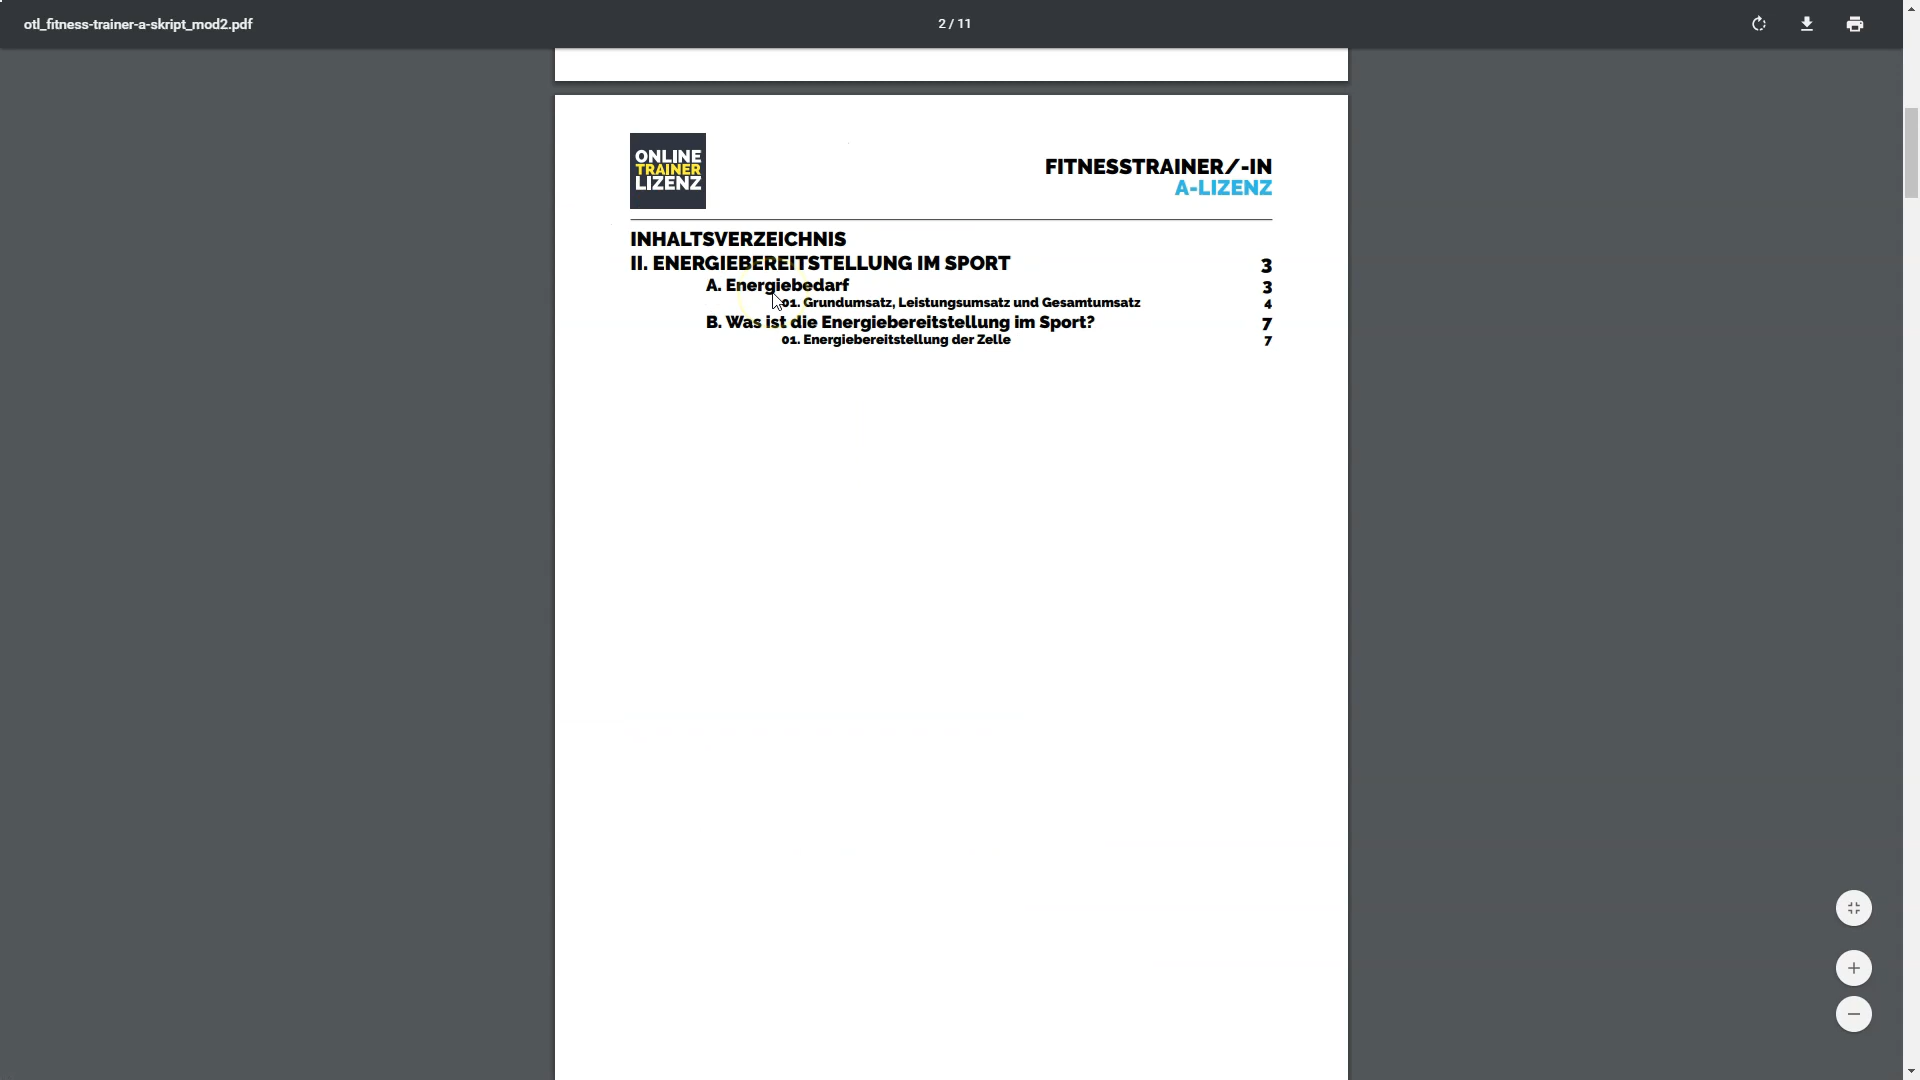 otl_fitness-trainer-a-skript_mod2.pdf
2 / 11
ONLINE
TRAINER
LIZENZ
FITNESSTRAINER/-IN
A-LIZENZ
INHALTSVERZEICHNIS
II. ENERGIEBEREITSTELLUNG IM SPORT 3
A. Energiebedarf 3
01. Grundumsatz, Leistungsumsatz und Gesamtumsatz 4
B. Was ist die Energiebereitstellung im Sport? 7
01. Energiebereitstellung der Zelle 7